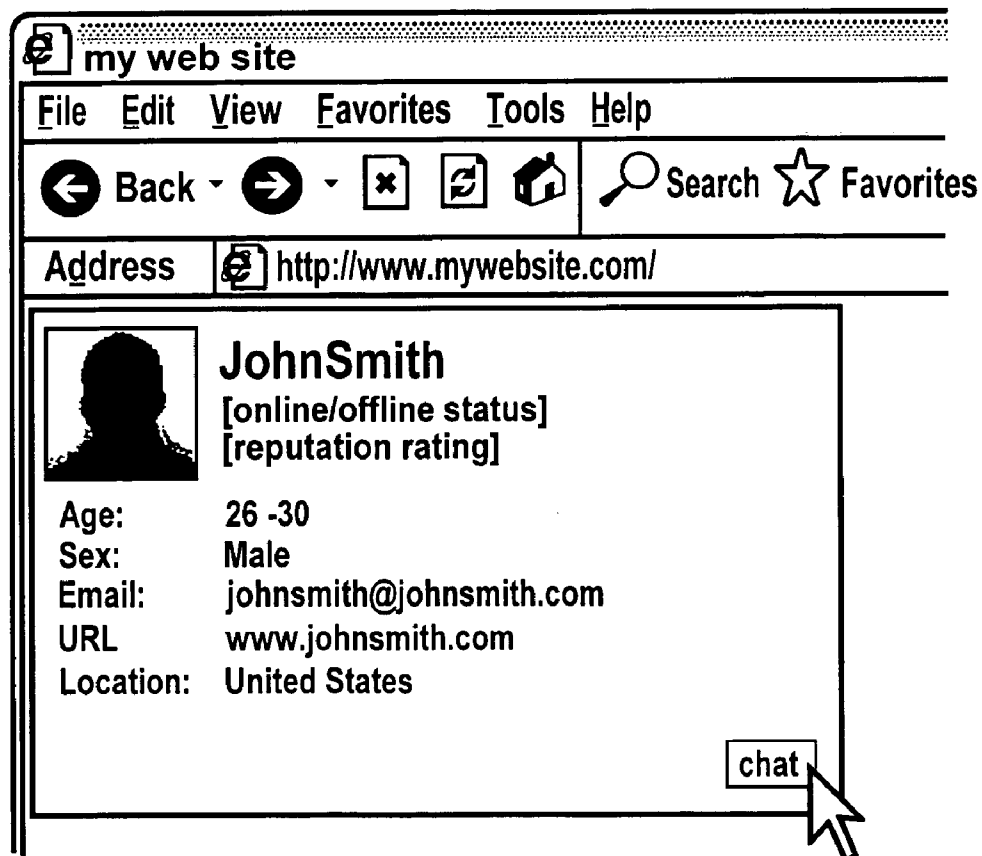 my web site
File Edit View Favorites Tools Help
Back Search Favorites
Address http://www.mywebsite.com/
JohnSmith
[online/offline status]
[reputation rating]
Age: 26 -30
Sex: Male
Email: johnsmith@johnsmith.com
URL www.johnsmith.com
Location: United States
chat